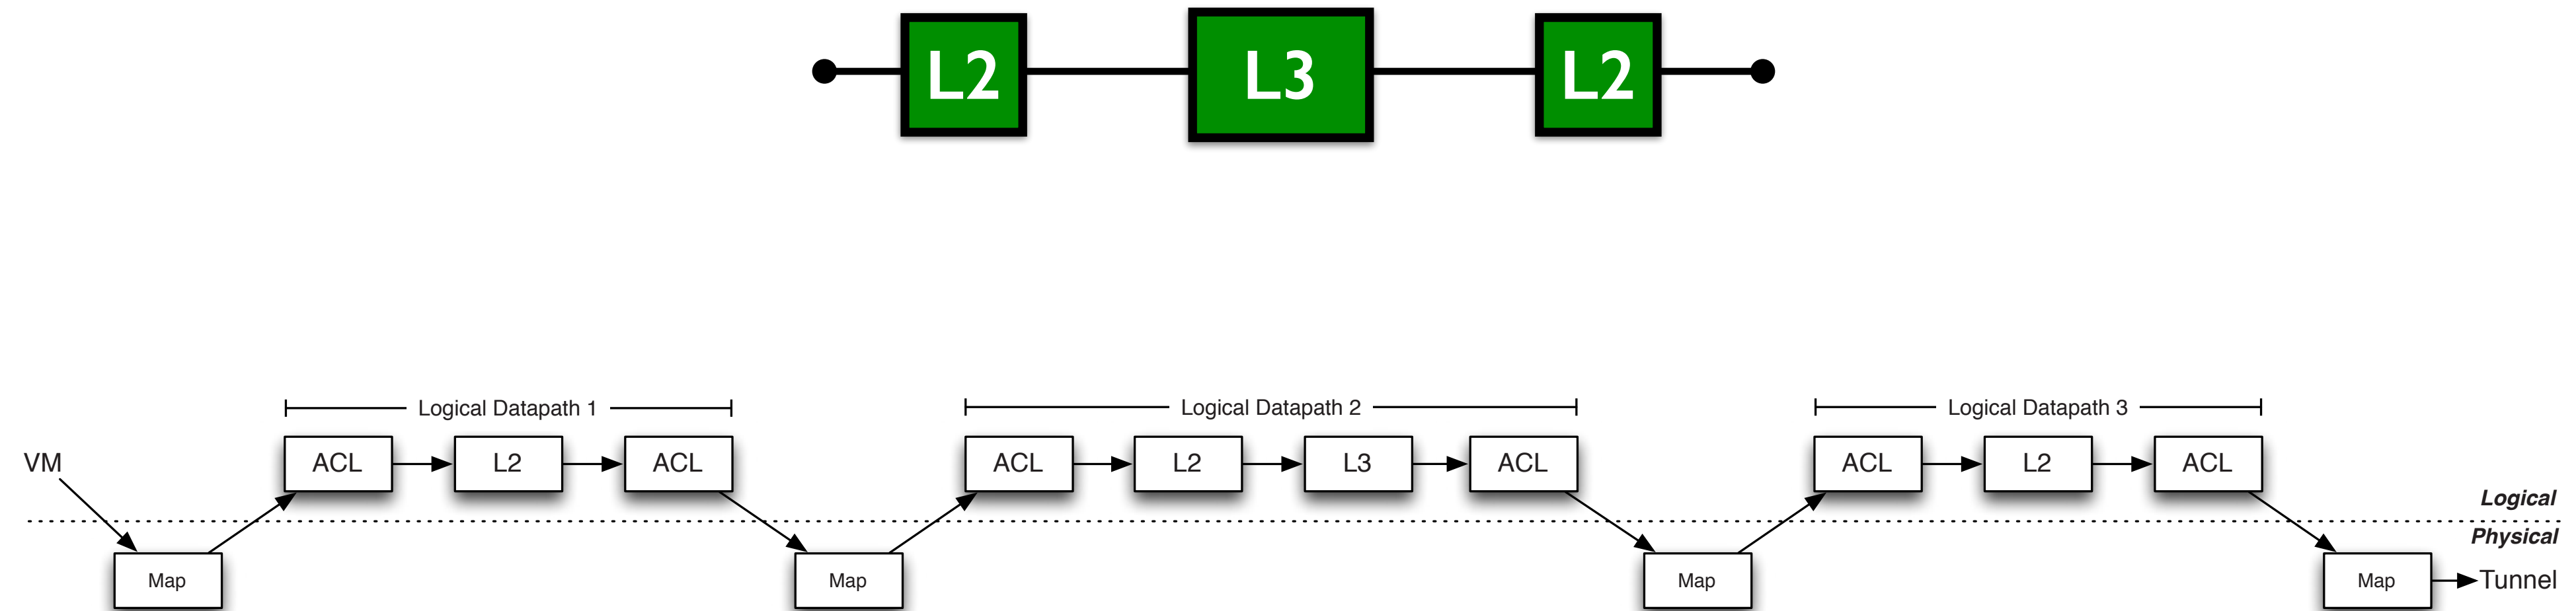 L2 L3 L2
Logical Datapath 1 Logical Datapath 2 Logical Datapath 3
VM ACL L2 ACL ACL L2 L3 ACL ACL L2 ACL
Logical
Physical
Map Map Map Map Tunnel